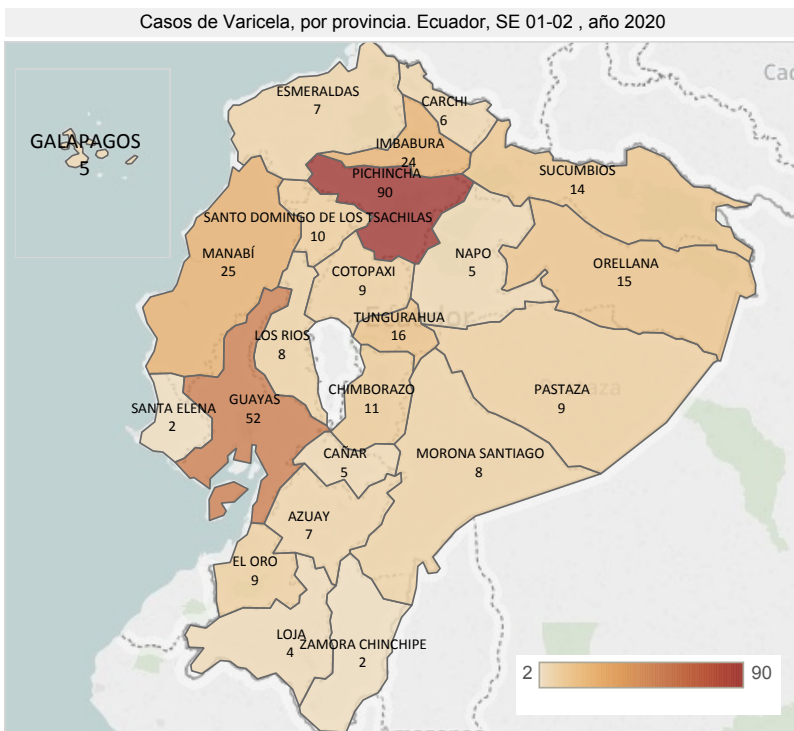 Casos de Varicela, por provincia. Ecuador, SE 01-02 , año 2020
ESMERALDAS
7
CARCHI
6
GALAPAGOS
5
IMBABURA
24
PICHINCHA
90
SUCUMBIOS
14
SANTO DOMINGO DE LOS TSACHILAS
10
MANABÍ
25
COTOPAXI
9
NAPO
5
ORELLANA
15
Ecuador
TUNGURAHUA
16
LOS RIOS
8
CHIMBORAZO
11
PASTAZA
9
SANTA ELENA
2
GUAYAS
52
CAÑAR
5
MORONA SANTIAGO
8
AZUAY
7
EL ORO
9
LOJA
4
ZAMORA CHINCHIPE
2
2
90